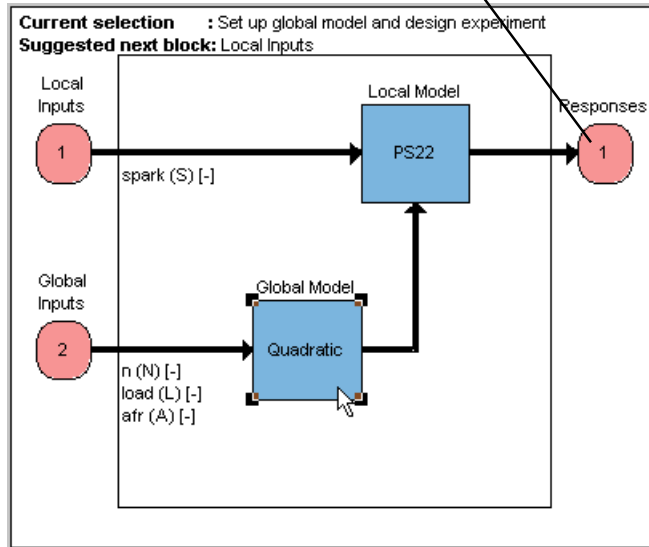 Current selection : Set up global model and design experiment
Suggested next block: Local Inputs
Local
Inputs
Local Model
Responses
1
PS22
1
spark (S) [-]
Global
Inputs
Global Model
2
Quadratic
n (N) [-]
load (L) [-]
afr (A) [-]